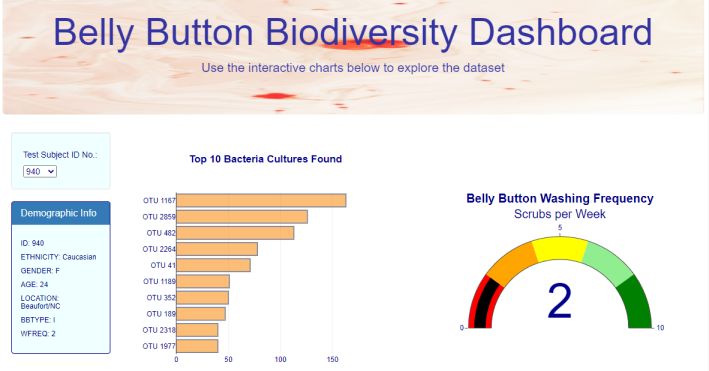 Belly Button Biodiversity Dashboard
Use the interactive charts below to explore the dataset
Test Subject ID No.:
940
Demographic Info
ID: 940
ETHNICITY: Caucasian
GENDER: F
AGE: 24
LOCATION:
Beaufort/NC
BBTYPE: I
WFREQ: 2
Top 10 Bacteria Cultures Found
OTU 1167
OTU 2859
OTU 482
OTU 2264
OTU 41
OTU 1189
OTU 352
OTU 189
OTU 2318
OTU 1977
0 50 100 150
Belly Button Washing Frequency
Scrubs per Week
5
2
0 10